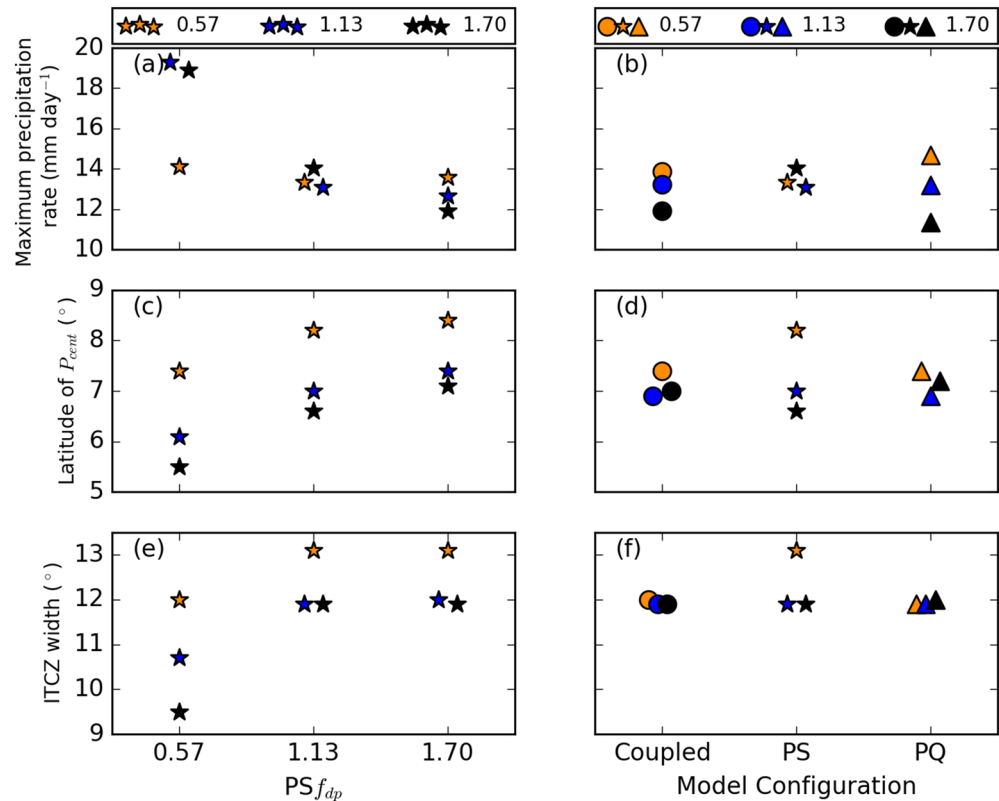 0.57 1.13 1.70
0.57 1.13 1.70
Maximum precipitation
rate (mm day⁻¹)
20
18
16
14
12
10
(a)
(b)
Latitude of P_cent (°)
9
8
7
6
5
(c)
(d)
ITCZ width (°)
13
12
11
10
9
(e)
(f)
0.57 1.13 1.70
PSf_dp
Coupled PS PQ
Model Configuration